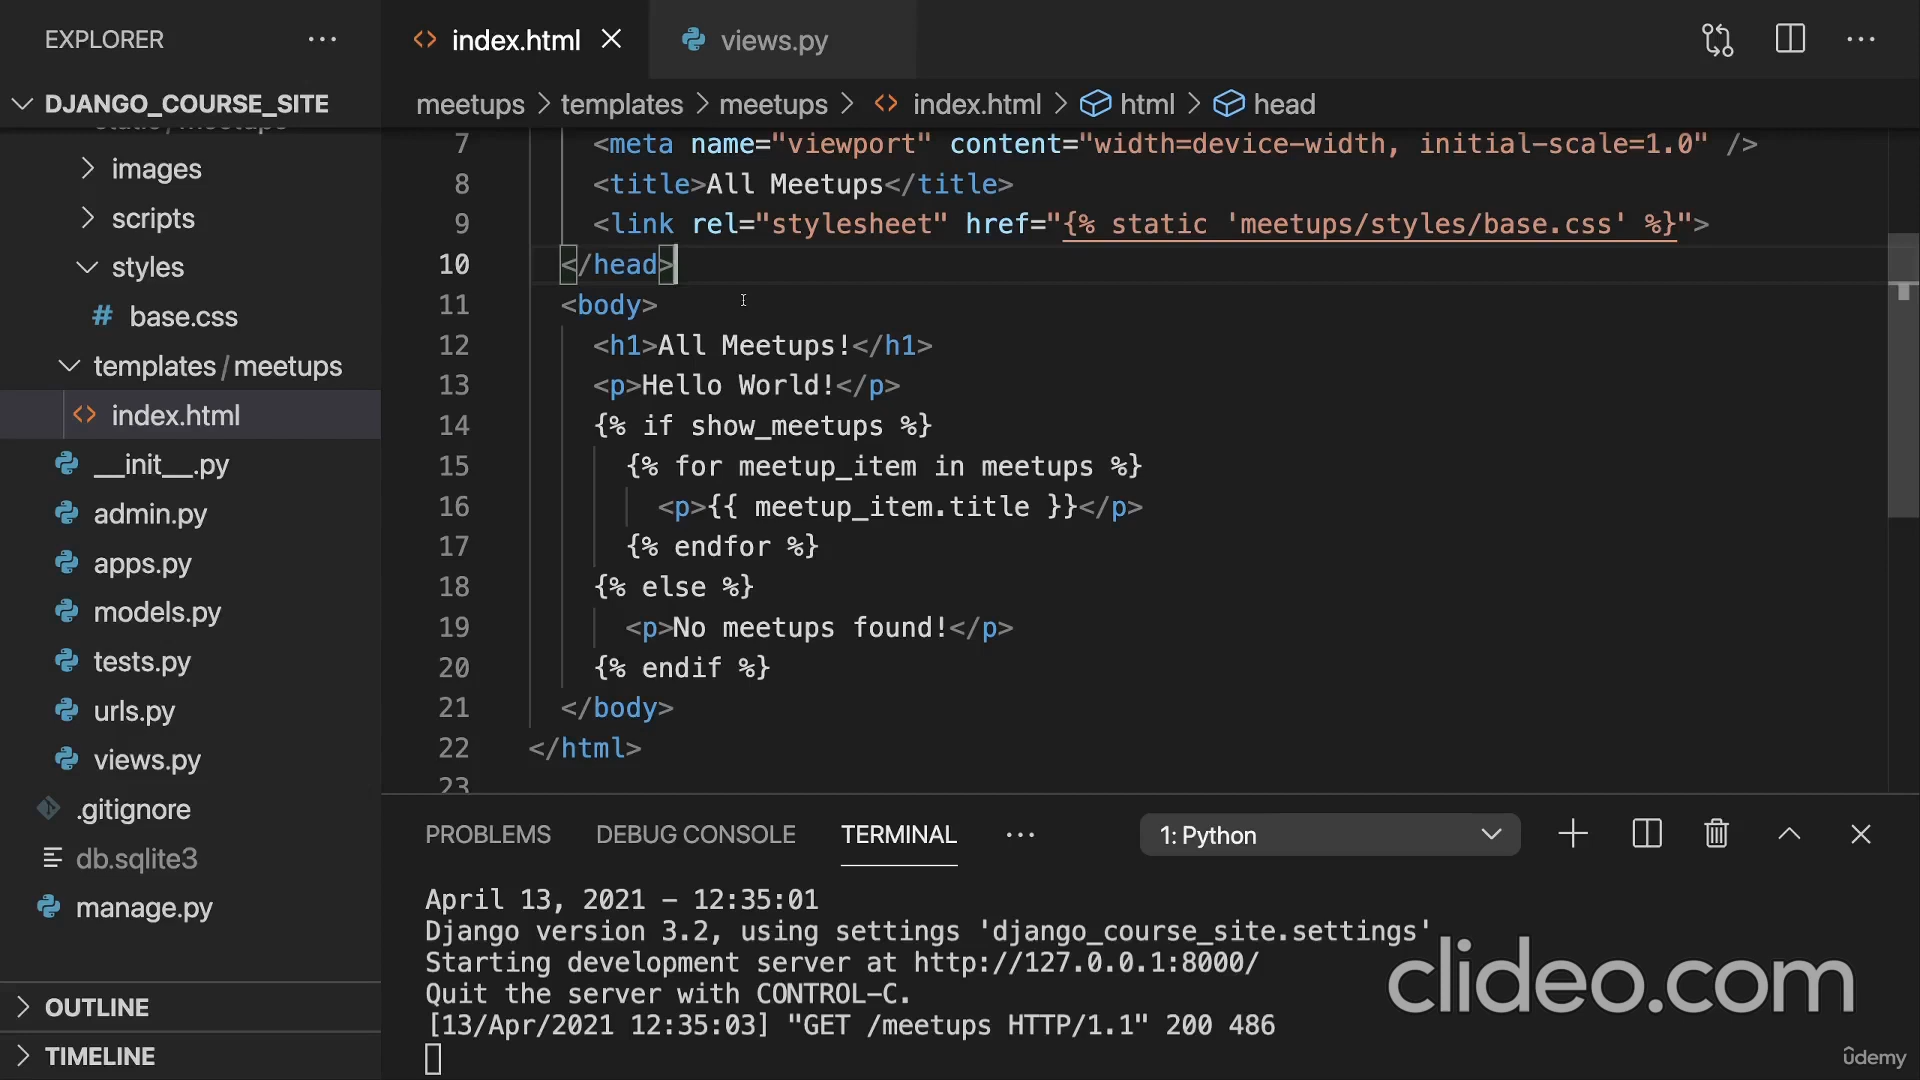 EXPLORER
index.html
views.py
DJANGO_COURSE_SITE
meetups > templates > meetups > index.html > html > head
images
scripts
styles
# base.css
templates/meetups
index.html
__init__.py
admin.py
apps.py
models.py
tests.py
urls.py
views.py
.gitignore
db.sqlite3
manage.py
OUTLINE
TIMELINE
7 <meta name="viewport" content="width=device-width, initial-scale=1.0" />
8 <title>All Meetups</title>
9 <link rel="stylesheet" href="{% static 'meetups/styles/base.css' %}">
10 </head>
11 <body>
12 <h1>All Meetups!</h1>
13 <p>Hello World!</p>
14 {% if show_meetups %}
15 {% for meetup_item in meetups %}
16 <p>{{ meetup_item.title }}</p>
17 {% endfor %}
18 {% else %}
19 <p>No meetups found!</p>
20 {% endif %}
21 </body>
22 </html>
23
PROBLEMS DEBUG CONSOLE TERMINAL
1: Python
April 13, 2021 - 12:35:01
Django version 3.2, using settings 'django_course_site.settings'
Starting development server at http://127.0.0.1:8000/
Quit the server with CONTROL-C.
[13/Apr/2021 12:35:03] "GET /meetups HTTP/1.1" 200 486
clideo.com
ûdemy